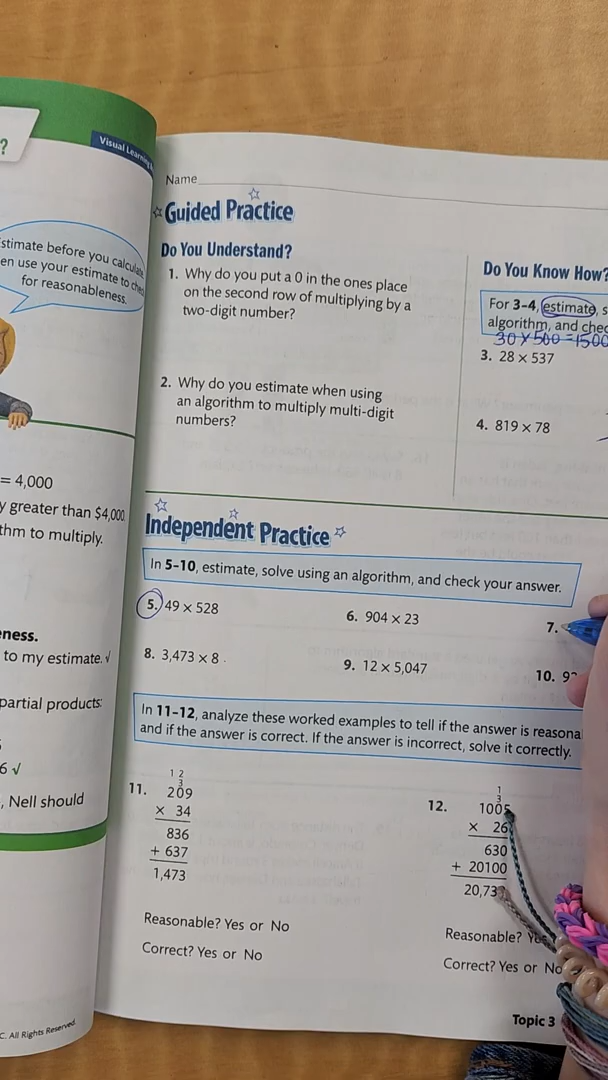 ?
Visual Learning
stimate before you calculate
en use your estimate to
for reasonableness.
= 4,000
y greater than $4,000,
thm to multiply.
ness.
to my estimate. √
partial products:
6 √
, Nell should
C. All Rights Reserved.
Name
Guided Practice
Do You Understand?
1. Why do you put a 0 in the ones place
on the second row of multiplying by a
two-digit number?
2. Why do you estimate when using
an algorithm to multiply multi-digit
numbers?
Do You Know How?
For 3–4, estimate, s
algorithm, and chec
30 x 500 = 1500
3. 28 × 537
4. 819 × 78
Independent Practice
In 5–10, estimate, solve using an algorithm, and check your answer.
5. 49 × 528
6. 904 × 23
7.
8. 3,473 × 8
9. 12 × 5,047
10. 9
In 11–12, analyze these worked examples to tell if the answer is reasona
and if the answer is correct. If the answer is incorrect, solve it correctly.
11.
1 2
3
209
× 34
836
+ 637
1,473
Reasonable? Yes or No
Correct? Yes or No
12.
1
3
1005
× 26
630
+ 20100
20,73
Reasonable? Yes
Correct? Yes or No
Topic 3